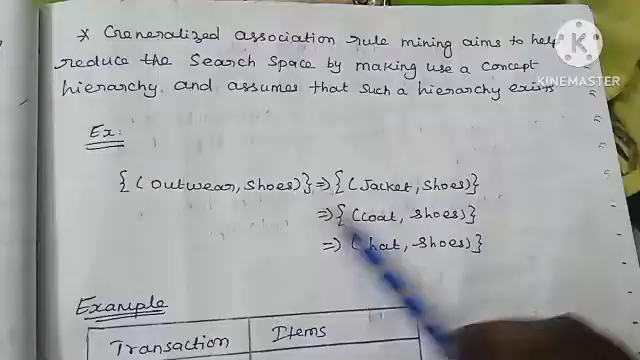 * Generalized association rule mining aims to help
reduce the Search Space by making use a concept
hierarchy and assumes that such a hierarchy exists
Ex:
{(Outwear, Shoes)} ⇒ {(Jacket, Shoes)}
⇒ {(Coat, Shoes)}
⇒ (hat, Shoes)}
Example
Transaction Items
KINEMASTER